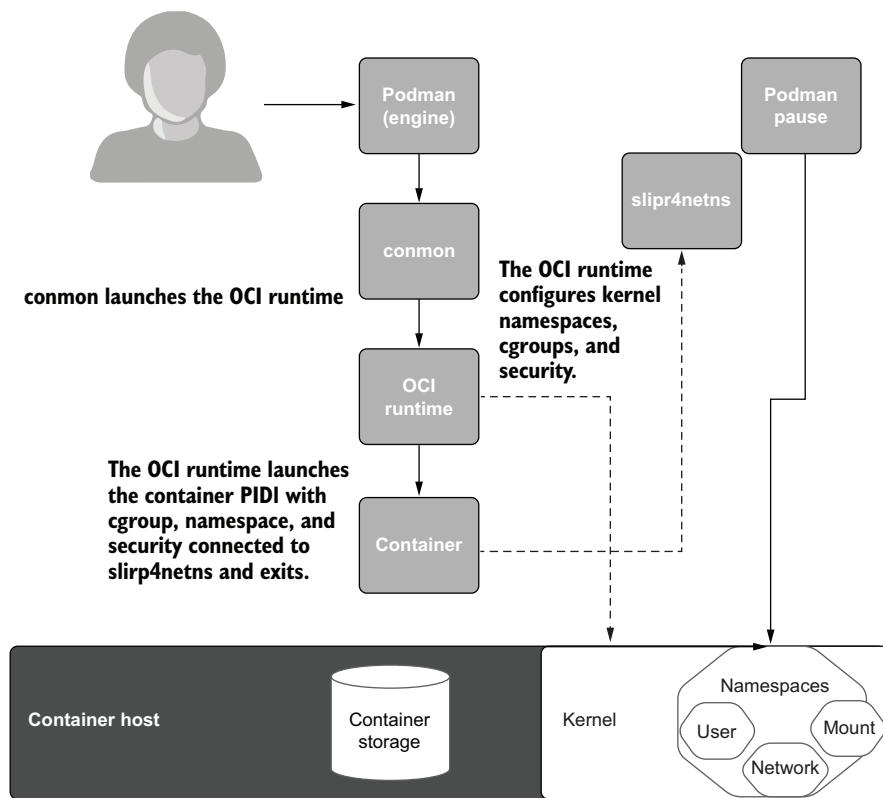 Podman
(engine)
Podman
pause
slipr4netns
conmon
conmon launches the OCI runtime
The OCI runtime
configures kernel
namespaces,
cgroups, and
security.
OCI
runtime
The OCI runtime launches
the container PIDI with
cgroup, namespace, and
security connected to
slirp4netns and exits.
Container
Container host
Container
storage
Kernel
Namespaces
User
Mount
Network